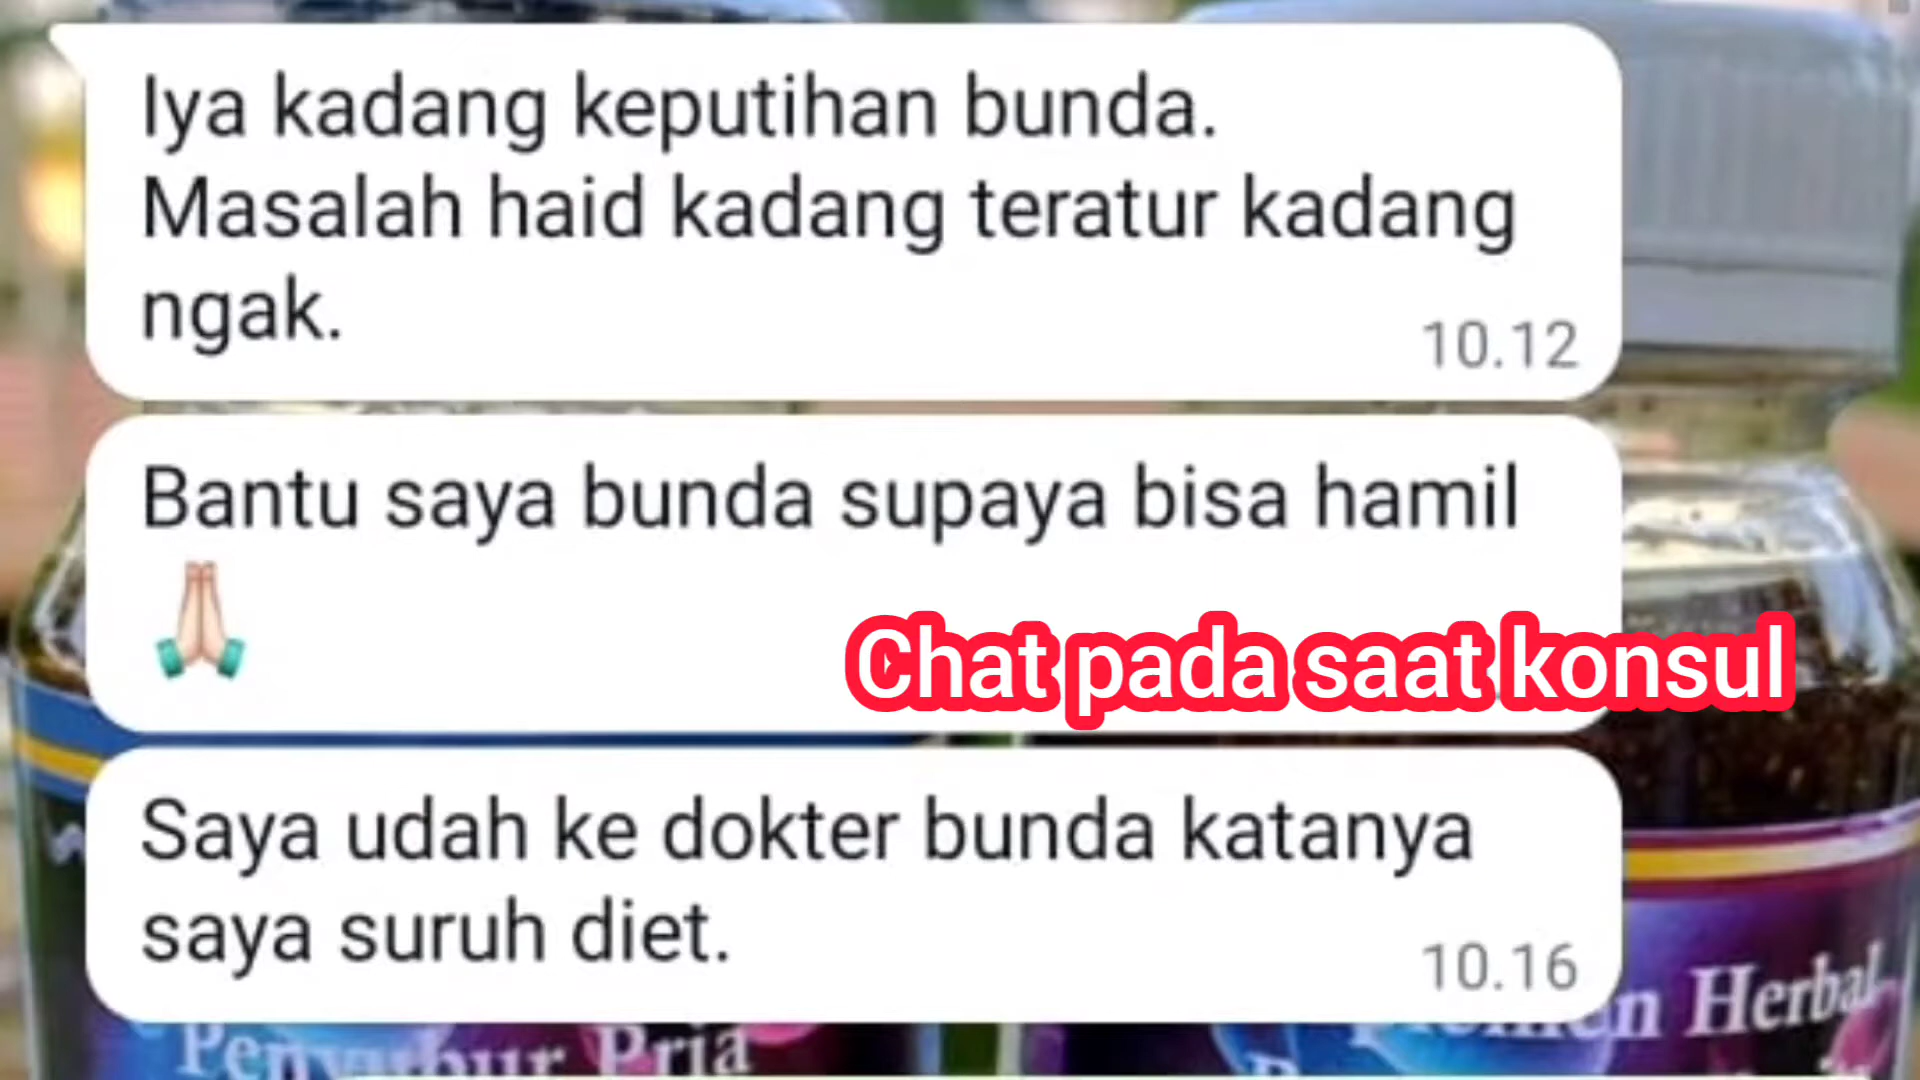 Iya kadang keputihan bunda.
Masalah haid kadang teratur kadang
ngak.
10.12
Bantu saya bunda supaya bisa hamil
🙏🏻
Chat pada saat konsul
Saya udah ke dokter bunda katanya
saya suruh diet.
10.16
Herbal
Penyubur Pria